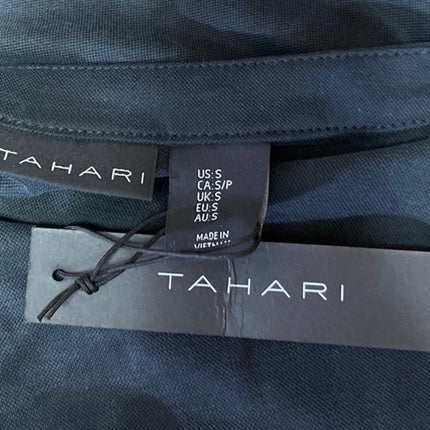 TAHARI
US:S
CA:S/P
UK:S
EU:S
AU:S
MADE IN
VIETNAM
TAHARI